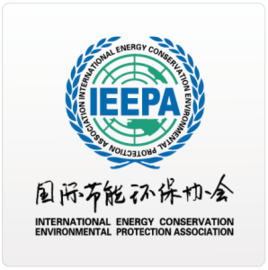 INTERNATIONAL ENERGY CONSERVATION ENVIRONMENTAL PROTECTION ASSOCIATION
IEEPA
国际节能环保协会
INTERNATIONAL ENERGY CONSERVATION
ENVIRONMENTAL PROTECTION ASSOCIATION